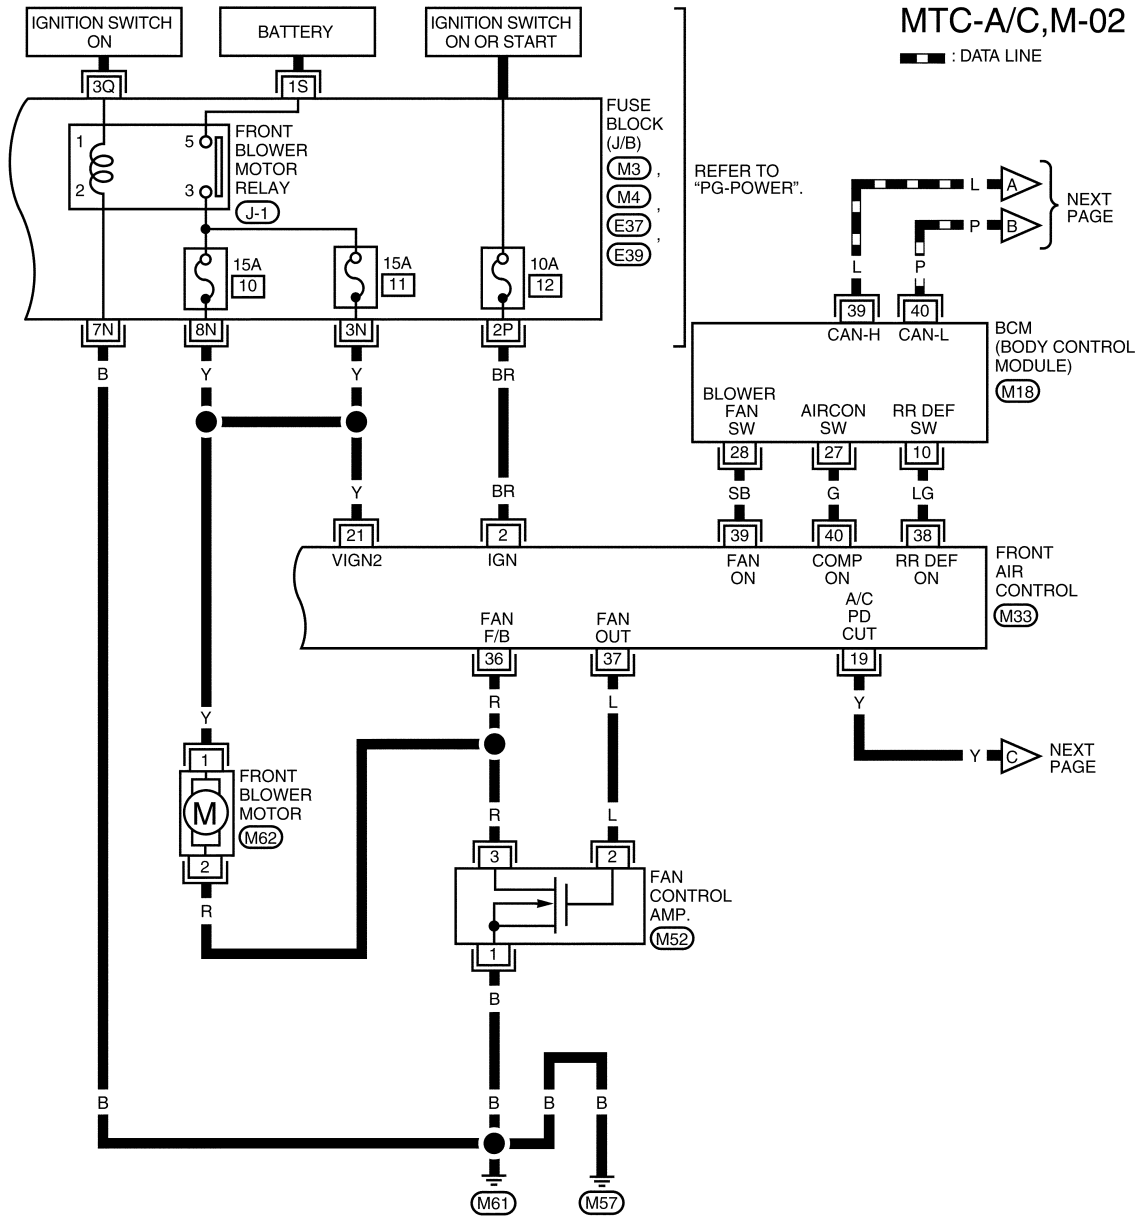 MTC-A/C,M-02
: DATA LINE
IGNITION SWITCH
ON
BATTERY
IGNITION SWITCH
ON OR START
3Q
1S
FUSE
BLOCK
(J/B)
M3 ,
M4 ,
E37 ,
E39
REFER TO
“PG-POWER”.
1
2
5
3
FRONT
BLOWER
MOTOR
RELAY
J-1
15A
10
15A
11
10A
12
7N
8N
3N
2P
B
Y
Y
BR
L
A
P
B
NEXT
PAGE
L
P
39
40
CAN-H
CAN-L
BCM
(BODY CONTROL
MODULE)
M18
BLOWER
FAN
SW
AIRCON
SW
RR DEF
SW
28
27
10
SB
G
LG
Y
BR
21
2
39
40
38
VIGN2
IGN
FAN
ON
COMP
ON
RR DEF
ON
FRONT
AIR
CONTROL
M33
FAN
F/B
FAN
OUT
A/C
PD
CUT
36
37
19
R
L
Y
Y
Y
C
NEXT
PAGE
1
M
2
FRONT
BLOWER
MOTOR
M62
R
R
L
3
2
FAN
CONTROL
AMP.
M52
1
B
B
B
B
B
M61
M57